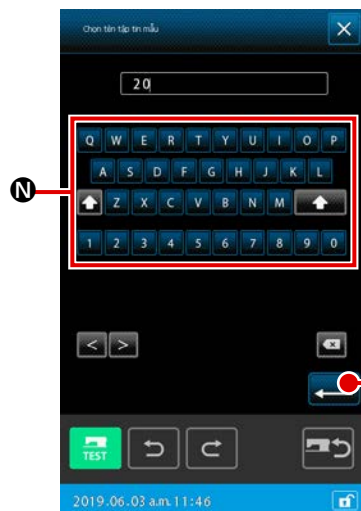 Chọn tên tập tin mẫu
20
Q W E R T Y U I O P
A S D F G H J K L
N
Z X C V B N M
1 2 3 4 5 6 7 8 9 0
< >
TEST
2019.06.03 a.m.11:46